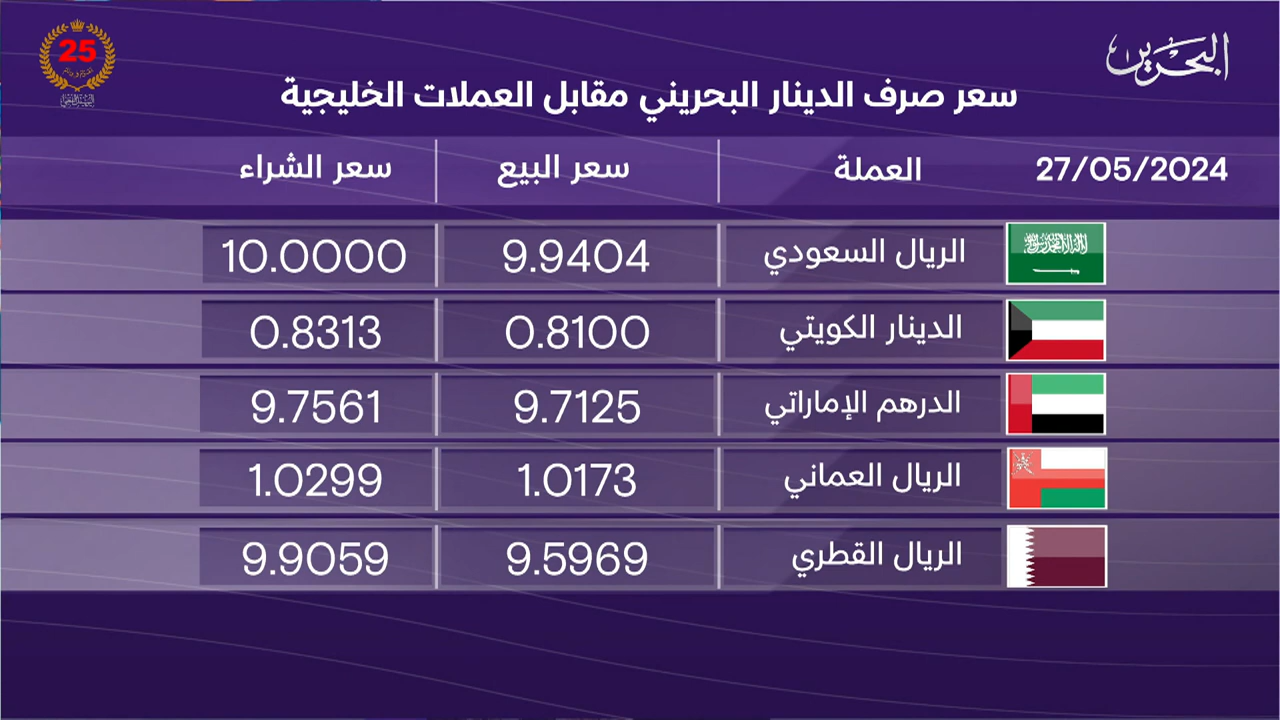 البحرين
25
سعر صرف الدينار البحريني مقابل العملات الخليجية
27/05/2024 العملة سعر البيع سعر الشراء
الريال السعودي 9.9404 10.0000
الدينار الكويتي 0.8100 0.8313
الدرهم الإماراتي 9.7125 9.7561
الريال العماني 1.0173 1.0299
الريال القطري 9.5969 9.9059